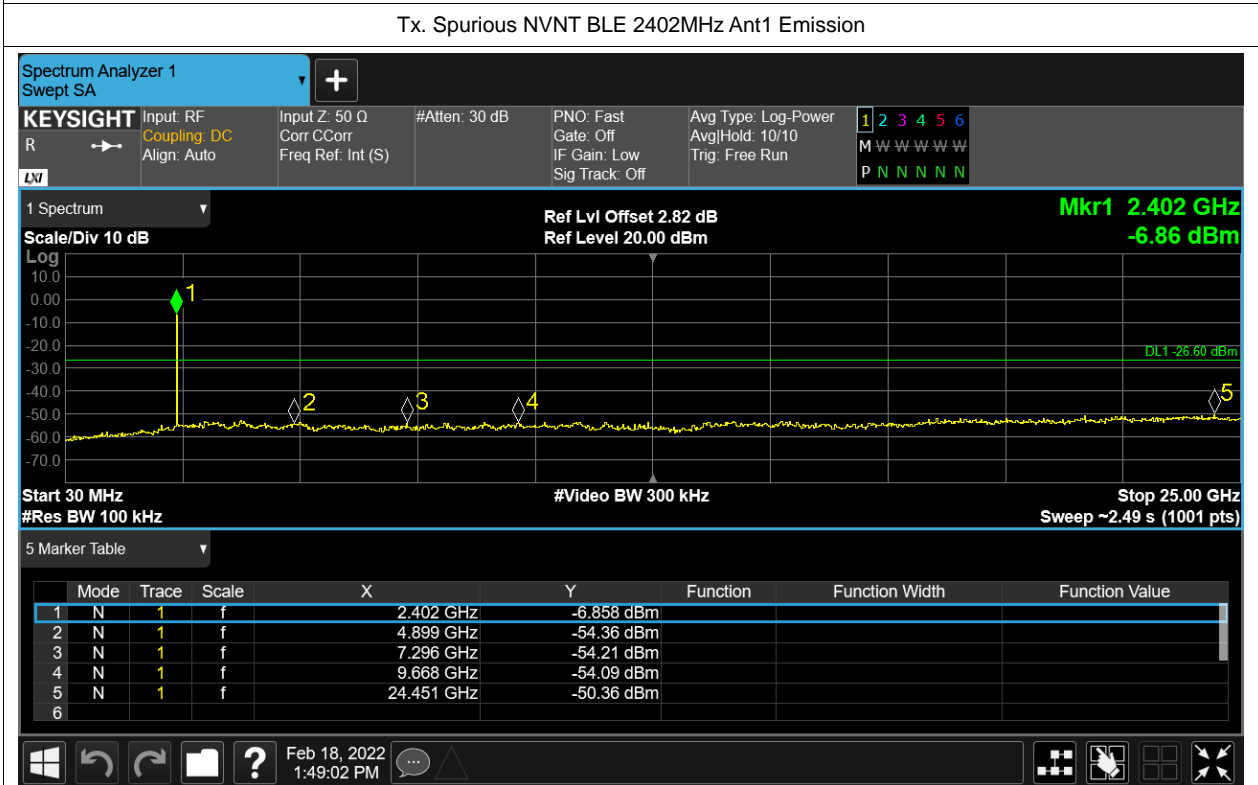 Tx. Spurious NVNT BLE 2402MHz Ant1 Emission
Spectrum Analyzer 1
Swept SA
KEYSIGHT
R
LXI
Input: RF
Coupling: DC
Align: Auto
Input Z: 50 Ω
Corr CCorr
Freq Ref: Int (S)
#Atten: 30 dB
PNO: Fast
Gate: Off
IF Gain: Low
Sig Track: Off
Avg Type: Log-Power
Avg|Hold: 10/10
Trig: Free Run
1 2 3 4 5 6
M W W W W W
P N N N N N
1 Spectrum
Scale/Div 10 dB
Ref Lvl Offset 2.82 dB
Ref Level 20.00 dBm
Mkr1 2.402 GHz
-6.86 dBm
Log
10.0
0.00
-10.0
-20.0
-30.0
-40.0
-50.0
-60.0
-70.0
1
DL1 -26.60 dBm
2
3
4
5
Start 30 MHz
#Res BW 100 kHz
#Video BW 300 kHz
Stop 25.00 GHz
Sweep ~2.49 s (1001 pts)
5 Marker Table
Mode Trace Scale X Y Function Function Width Function Value
1 N 1 f 2.402 GHz -6.858 dBm
2 N 1 f 4.899 GHz -54.36 dBm
3 N 1 f 7.296 GHz -54.21 dBm
4 N 1 f 9.668 GHz -54.09 dBm
5 N 1 f 24.451 GHz -50.36 dBm
6
?
Feb 18, 2022
1:49:02 PM